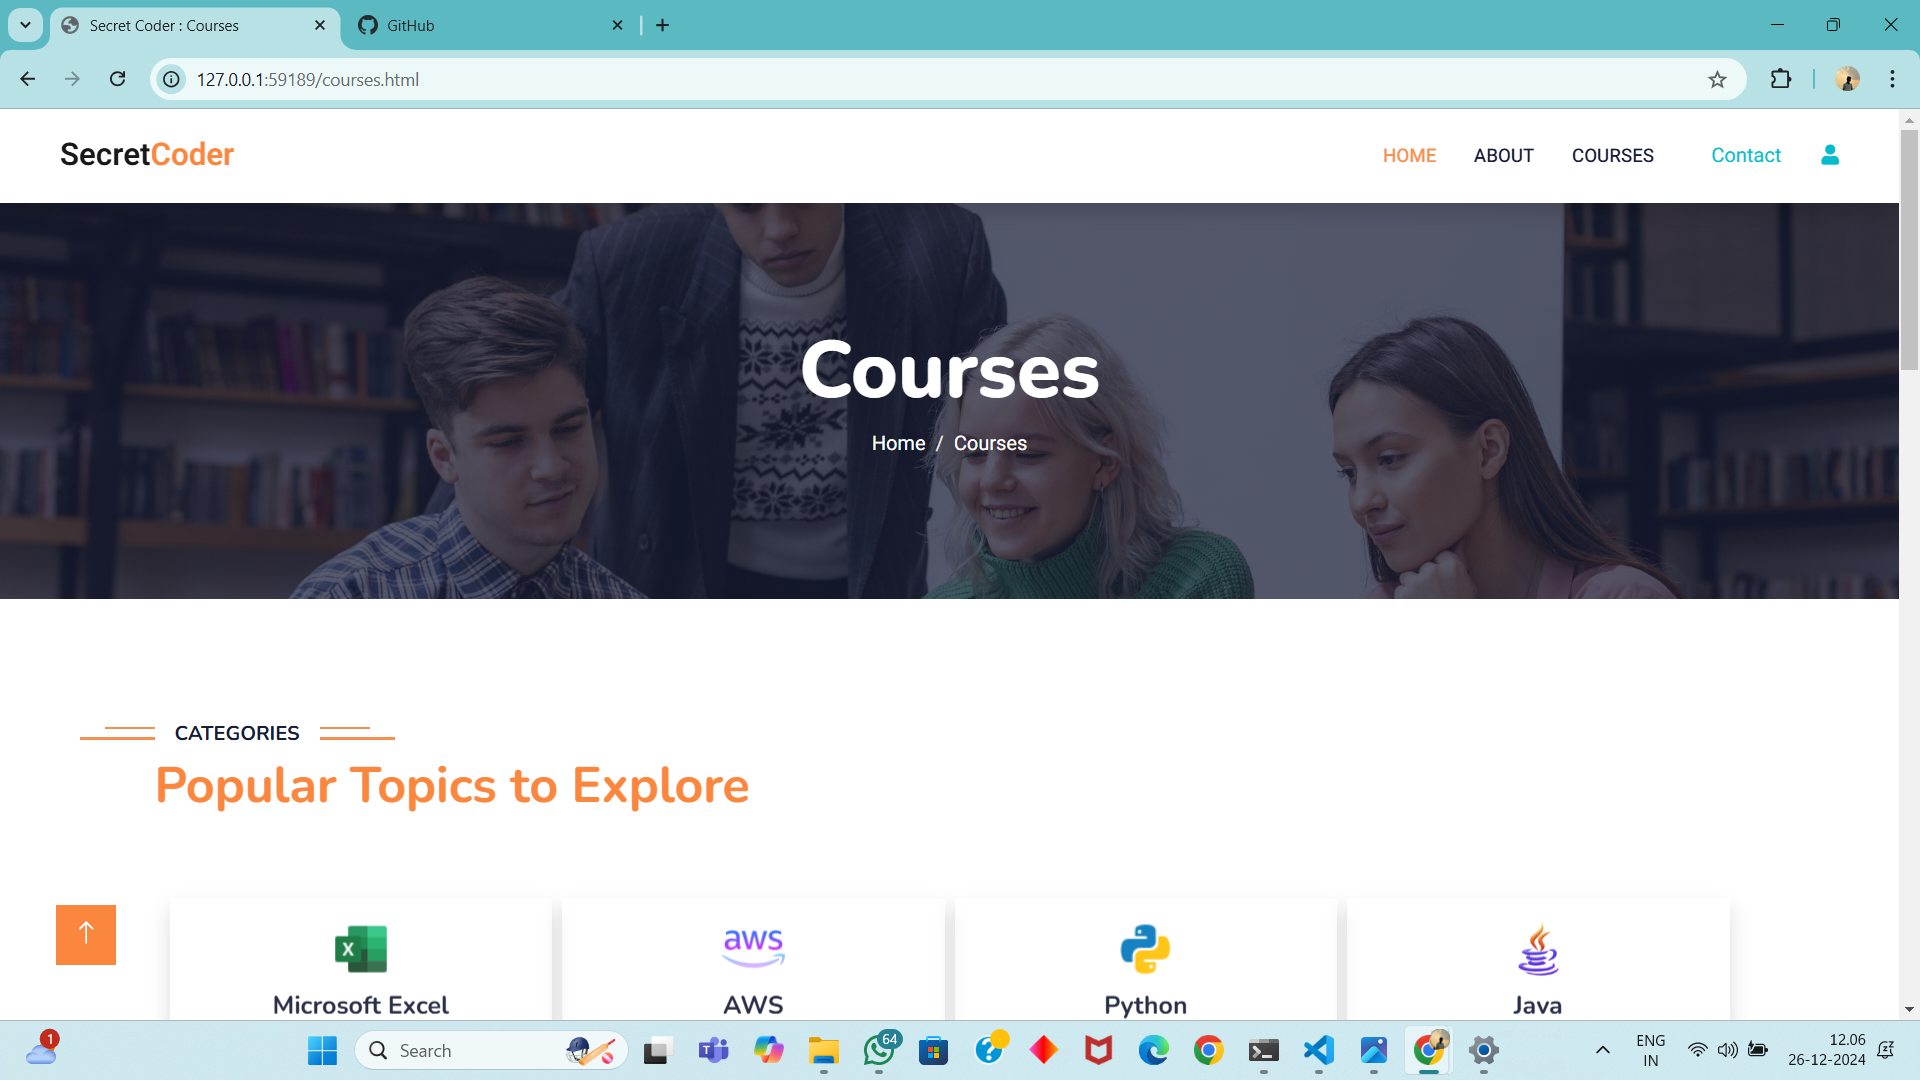 Secret Coder : Courses
GitHub
127.0.0.1:59189/courses.html
SecretCoder
HOME
ABOUT
COURSES
Contact
Courses
Home / Courses
CATEGORIES
Popular Topics to Explore
Microsoft Excel
AWS
Python
Java
1
Search
64
ENG
IN
12.06
26-12-2024